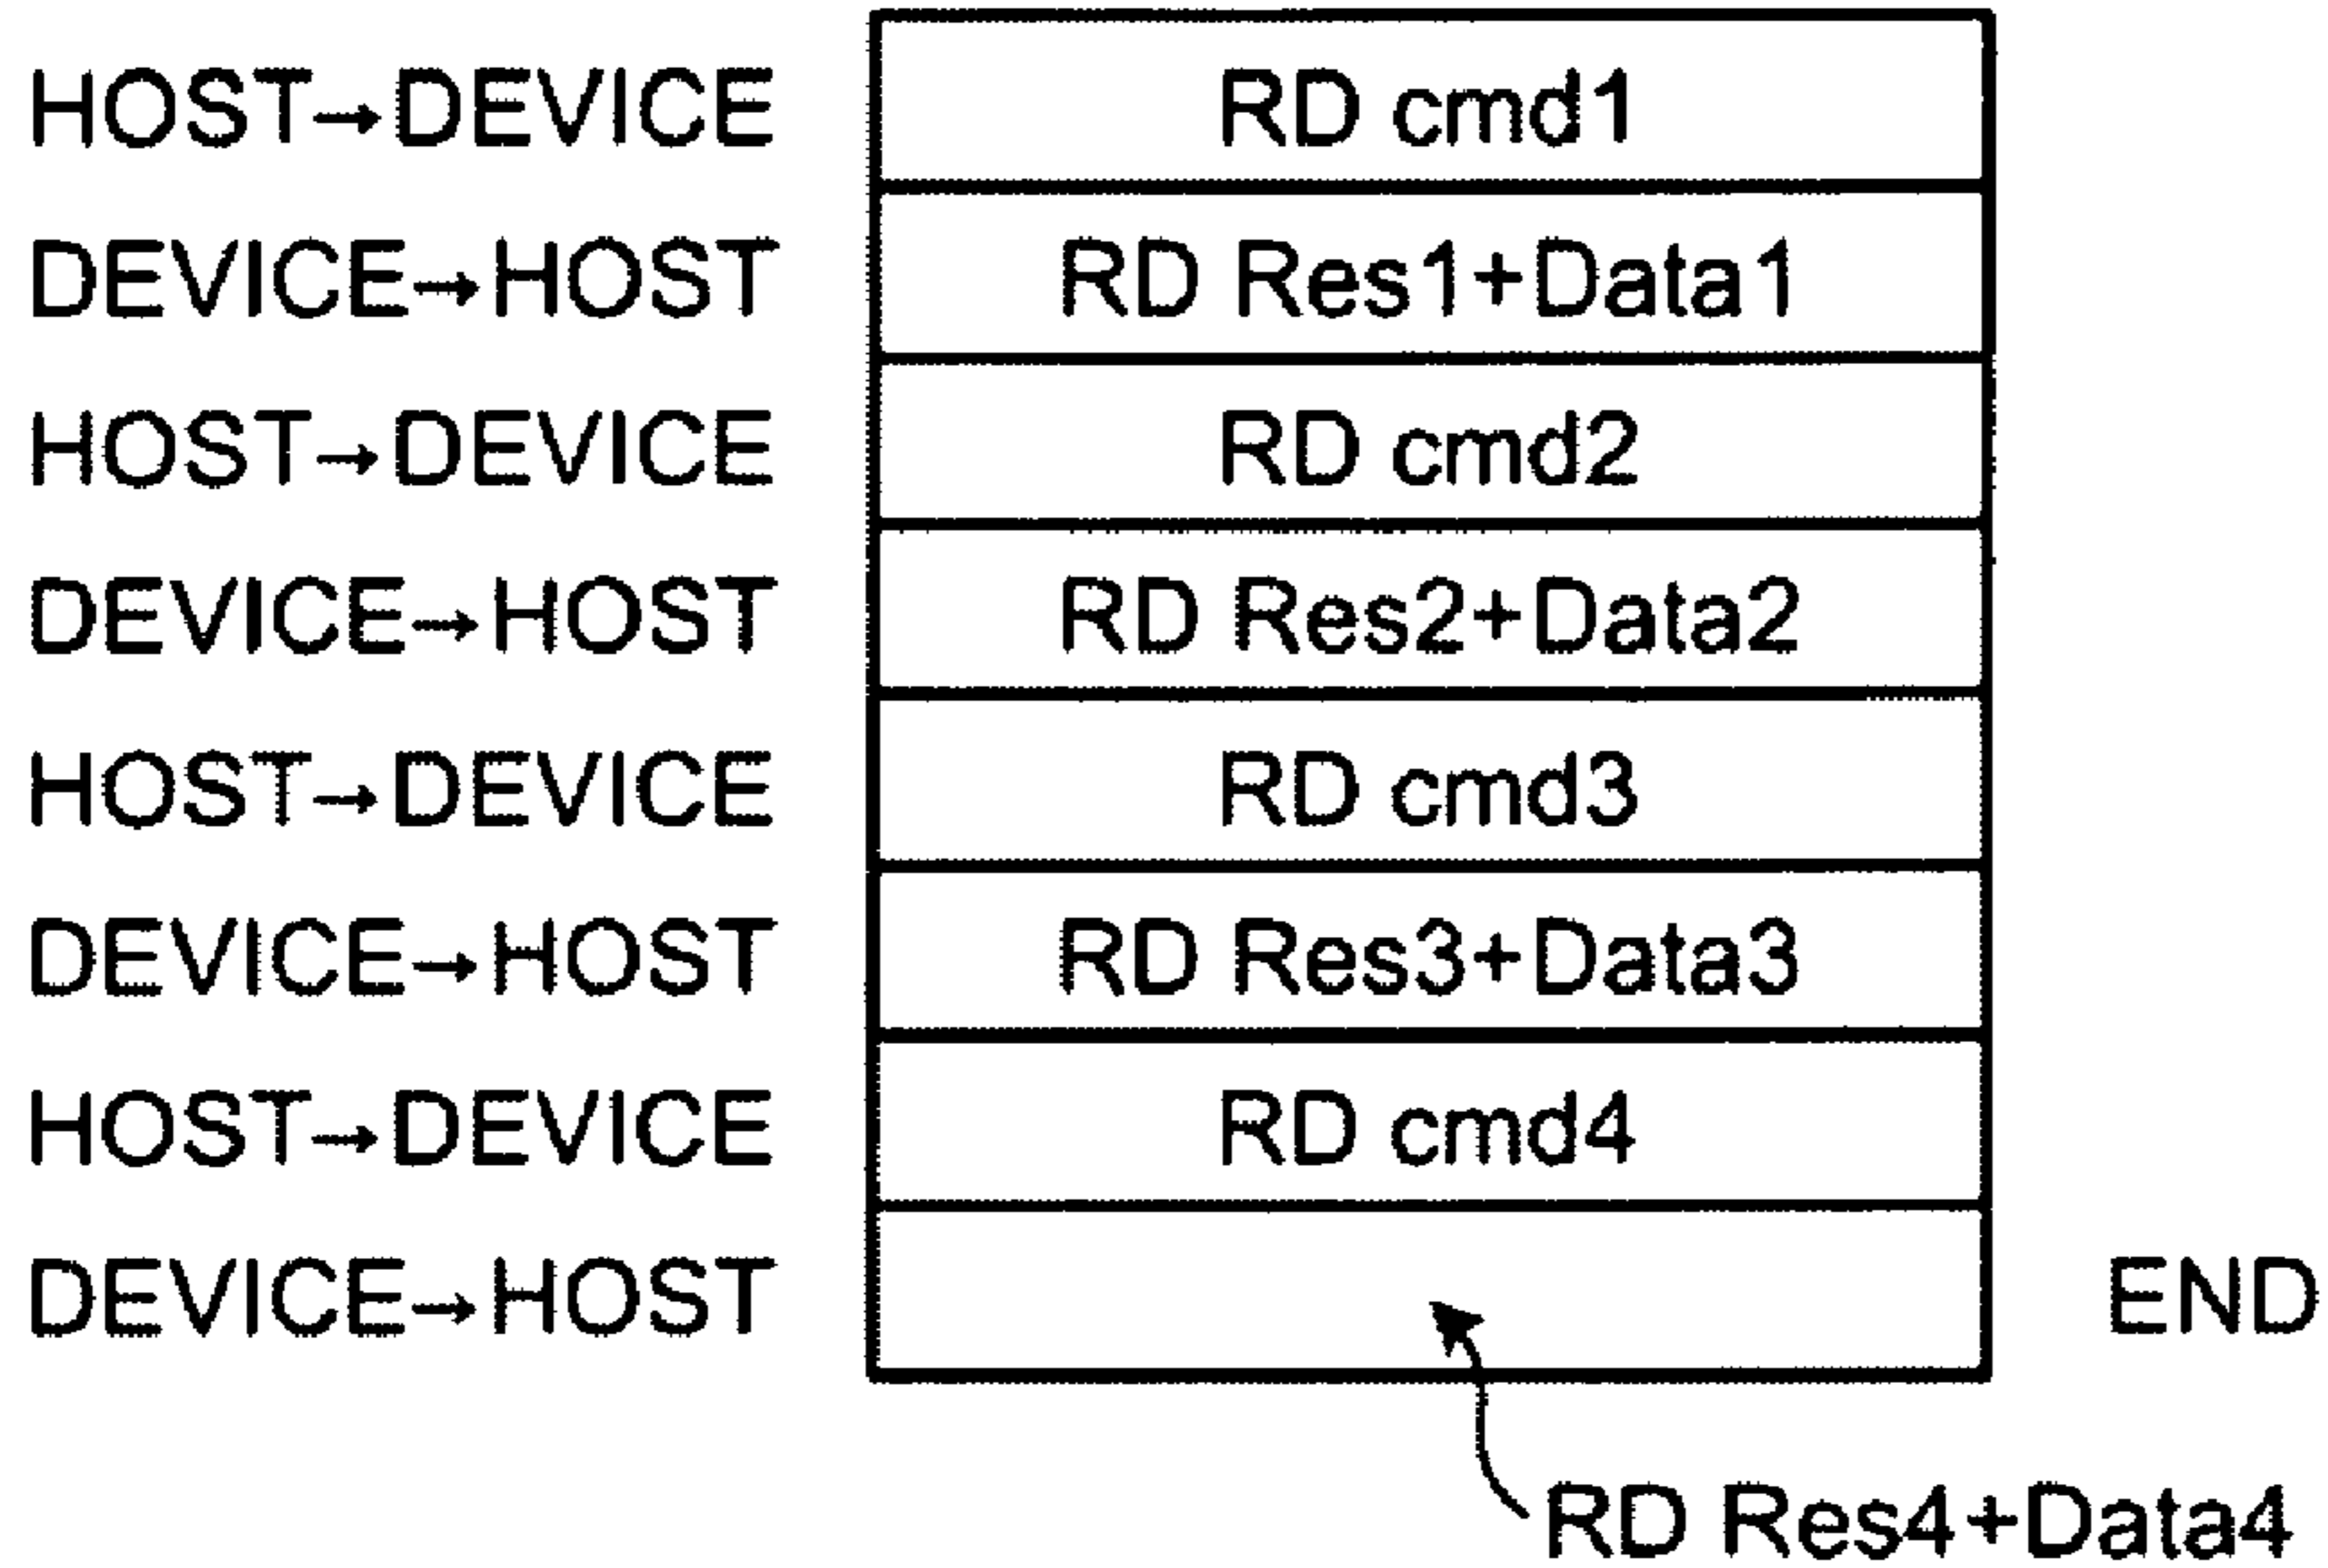 HOST→DEVICE RD cmd1
DEVICE→HOST RD Res1+Data1
HOST→DEVICE RD cmd2
DEVICE→HOST RD Res2+Data2
HOST→DEVICE RD cmd3
DEVICE→HOST RD Res3+Data3
HOST→DEVICE RD cmd4
DEVICE→HOST END
RD Res4+Data4